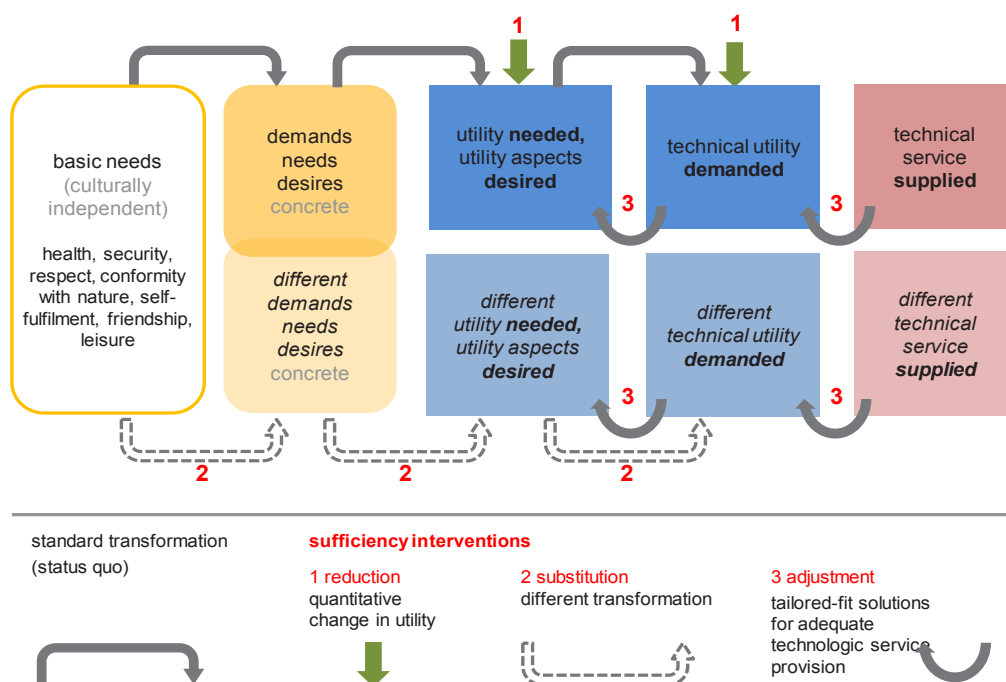 1
1
basic needs
(culturally
independent)
health, security,
respect, conformity
with nature, self-
fulfilment, friendship,
leisure
demands
needs
desires
concrete
utility needed,
utility aspects
desired
technical utility
demanded
technical
service
supplied
3
3
different
demands
needs
desires
concrete
different
utility needed,
utility aspects
desired
different
technical utility
demanded
different
technical
service
supplied
3
3
2
2
2
standard transformation
(status quo)
sufficiency interventions
1 reduction
quantitative
change in utility
2 substitution
different transformation
3 adjustment
tailored-fit solutions
for adequate
technologic service
provision